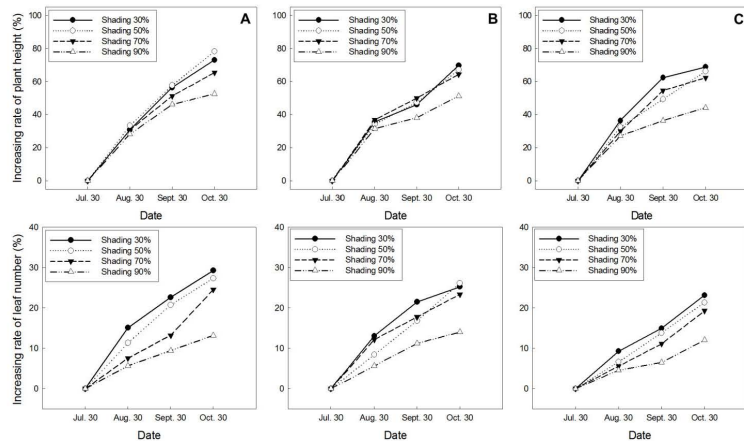 A
Increasing rate of plant height (%)
100
80
60
40
20
0
Shading 30%
Shading 50%
Shading 70%
Shading 90%
Jul. 30 Aug. 30 Sept. 30 Oct. 30
Date
B
100
80
60
40
20
0
Shading 30%
Shading 50%
Shading 70%
Shading 90%
Jul. 30 Aug. 30 Sept. 30 Oct. 30
Date
C
100
80
60
40
20
0
Shading 30%
Shading 50%
Shading 70%
Shading 90%
Jul. 30 Aug. 30 Sept. 30 Oct. 30
Date
Increasing rate of leaf number (%)
40
30
20
10
0
Shading 30%
Shading 50%
Shading 70%
Shading 90%
Jul. 30 Aug. 30 Sept. 30 Oct. 30
Date
40
30
20
10
0
Shading 30%
Shading 50%
Shading 70%
Shading 90%
Jul. 30 Aug. 30 Sept. 30 Oct. 30
Date
40
30
20
10
0
Shading 30%
Shading 50%
Shading 70%
Shading 90%
Jul. 30 Aug. 30 Sept. 30 Oct. 30
Date